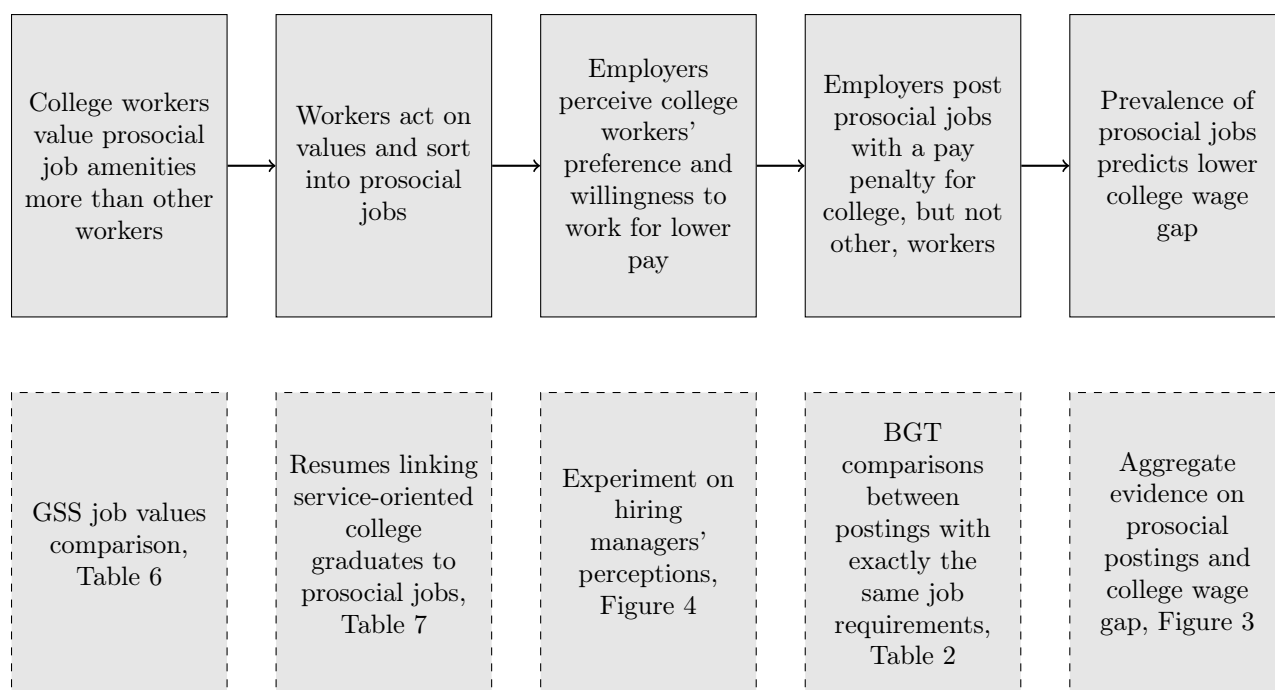 College workers
value prosocial
job amenities
more than other
workers
Workers act on
values and sort
into prosocial
jobs
Employers
perceive college
workers'
preference and
willingness to
work for lower
pay
Employers post
prosocial jobs
with a pay
penalty for
college, but not
other, workers
Prevalence of
prosocial jobs
predicts lower
college wage
gap
GSS job values
comparison,
Table 6
Resumes linking
service-oriented
college
graduates to
prosocial jobs,
Table 7
Experiment on
hiring
managers'
perceptions,
Figure 4
BGT
comparisons
between
postings with
exactly the
same job
requirements,
Table 2
Aggregate
evidence on
prosocial
postings and
college wage
gap, Figure 3